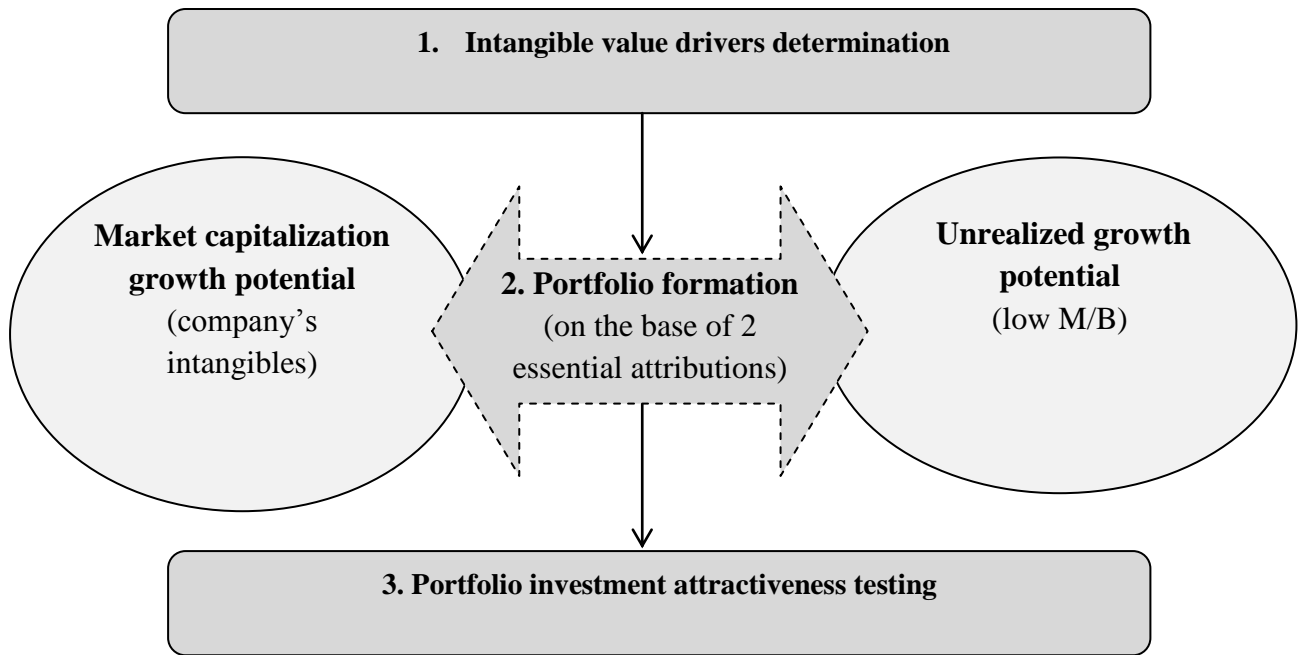 1. Intangible value drivers determination
Market capitalization
growth potential
(company’s
intangibles)
2. Portfolio formation
(on the base of 2
essential attributions)
Unrealized growth
potential
(low M/B)
3. Portfolio investment attractiveness testing